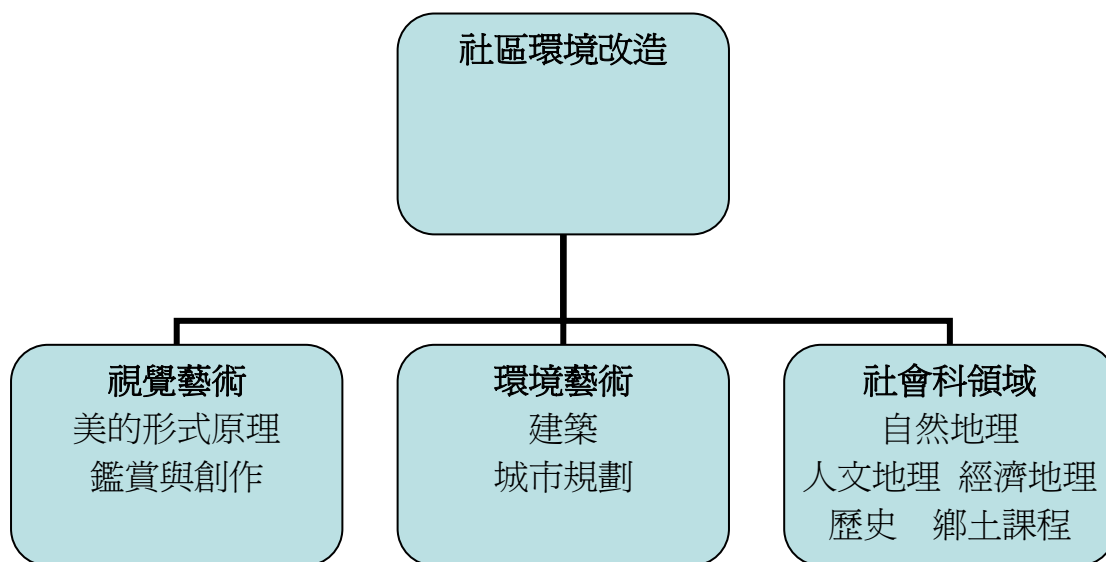 社區環境改造
視覺藝術
美的形式原理
鑑賞與創作
環境藝術
建築
城市規劃
社會科領域
自然地理
人文地理 經濟地理
歷史　鄉土課程